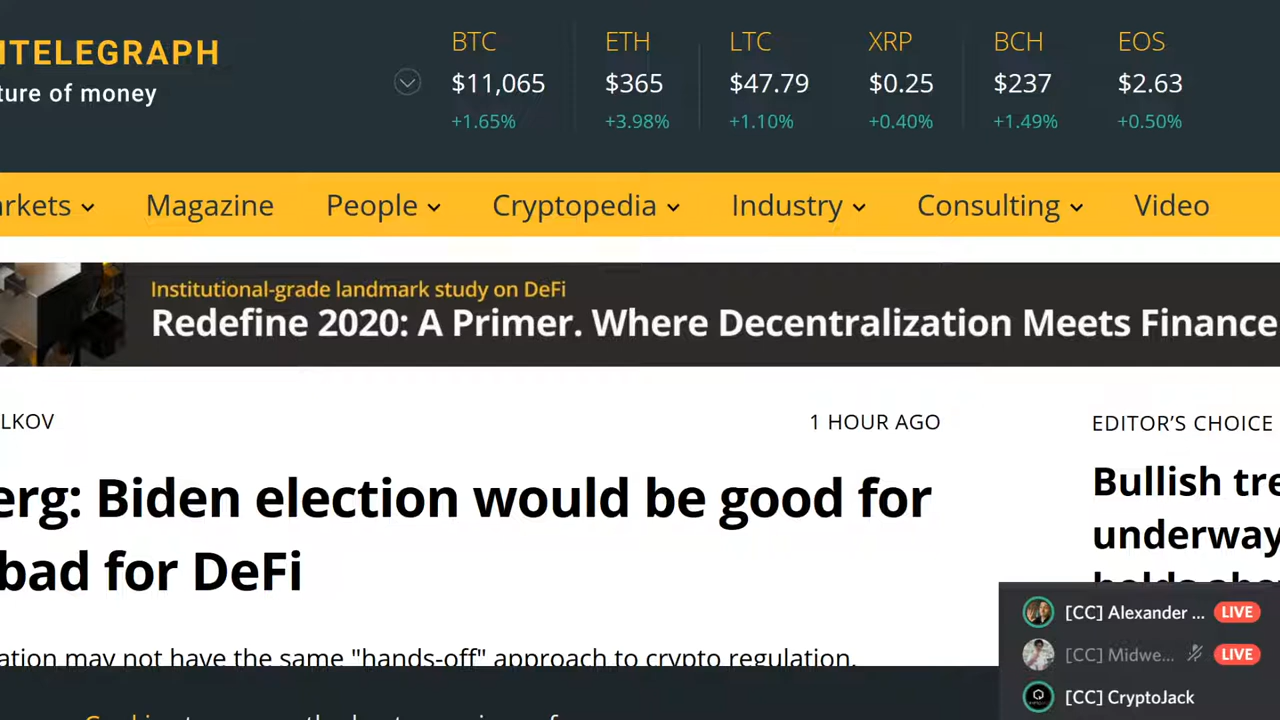 ITELEGRAPH
ture of money
BTC ETH LTC XRP BCH EOS
$11,065 $365 $47.79 $0.25 $237 $2.63
+1.65% +3.98% +1.10% +0.40% +1.49% +0.50%
arkets Magazine People Cryptopedia Industry Consulting Video
Institutional-grade landmark study on DeFi
Redefine 2020: A Primer. Where Decentralization Meets Finance
LKOV 1 HOUR AGO
erg: Biden election would be good for
bad for DeFi
ation may not have the same "hands-off" approach to crypto regulation.
EDITOR'S CHOICE
Bullish tre
underway
[CC] Alexander ... LIVE
[CC] Midwe... LIVE
[CC] CryptoJack